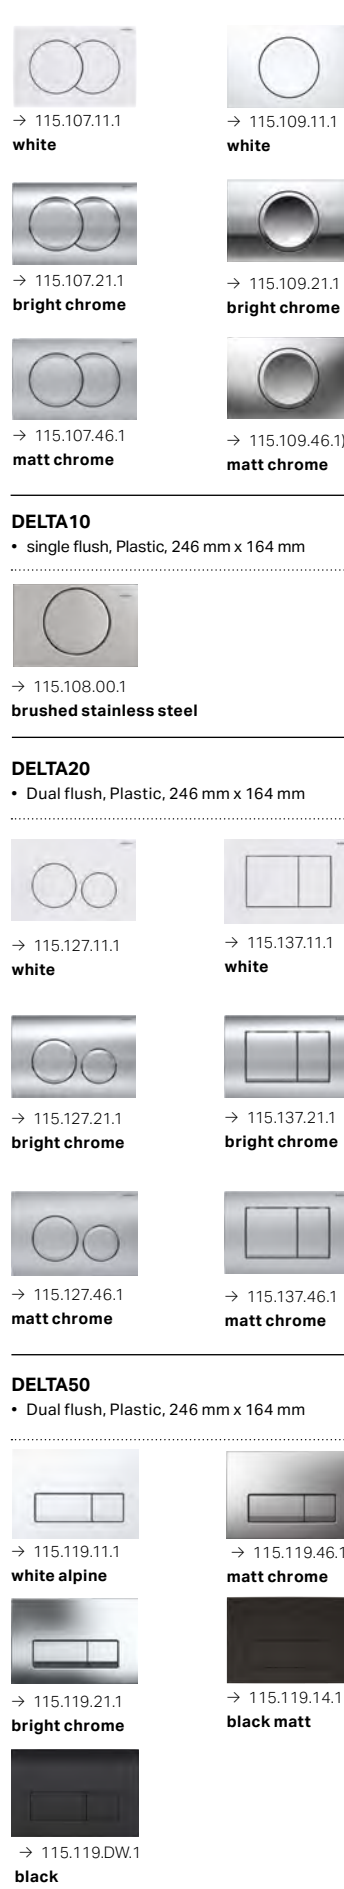 → 115.107.11.1
white
→ 115.109.11.1
white
→ 115.107.21.1
bright chrome
→ 115.109.21.1
bright chrome
→ 115.107.46.1
matt chrome
→ 115.109.46.1)
matt chrome
DELTA10
• single flush, Plastic, 246 mm x 164 mm
→ 115.108.00.1
brushed stainless steel
DELTA20
• Dual flush, Plastic, 246 mm x 164 mm
→ 115.127.11.1
white
→ 115.137.11.1
white
→ 115.127.21.1
bright chrome
→ 115.137.21.1
bright chrome
→ 115.127.46.1
matt chrome
→ 115.137.46.1
matt chrome
DELTA50
• Dual flush, Plastic, 246 mm x 164 mm
→ 115.119.11.1
white alpine
→ 115.119.46.1
matt chrome
→ 115.119.21.1
bright chrome
→ 115.119.14.1
black matt
→ 115.119.DW.1
black